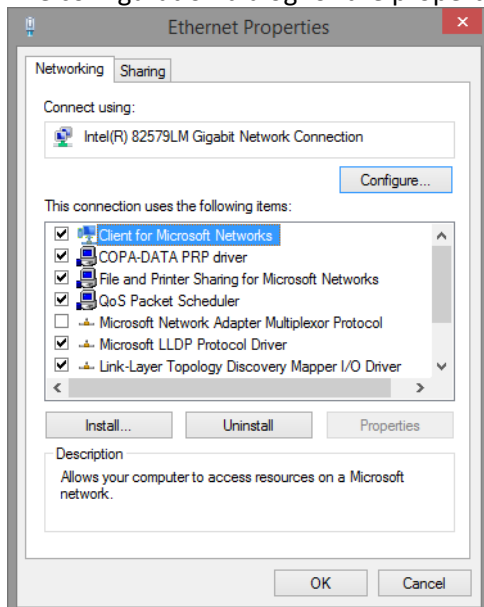 Ethernet Properties
Networking
Sharing
Connect using:
Intel(R) 82579LM Gigabit Network Connection
Configure...
This connection uses the following items:
Client for Microsoft Networks
COPA-DATA PRP driver
File and Printer Sharing for Microsoft Networks
QoS Packet Scheduler
Microsoft Network Adapter Multiplexor Protocol
Microsoft LLDP Protocol Driver
Link-Layer Topology Discovery Mapper I/O Driver
Install...
Uninstall
Properties
Description
Allows your computer to access resources on a Microsoft
network.
OK
Cancel